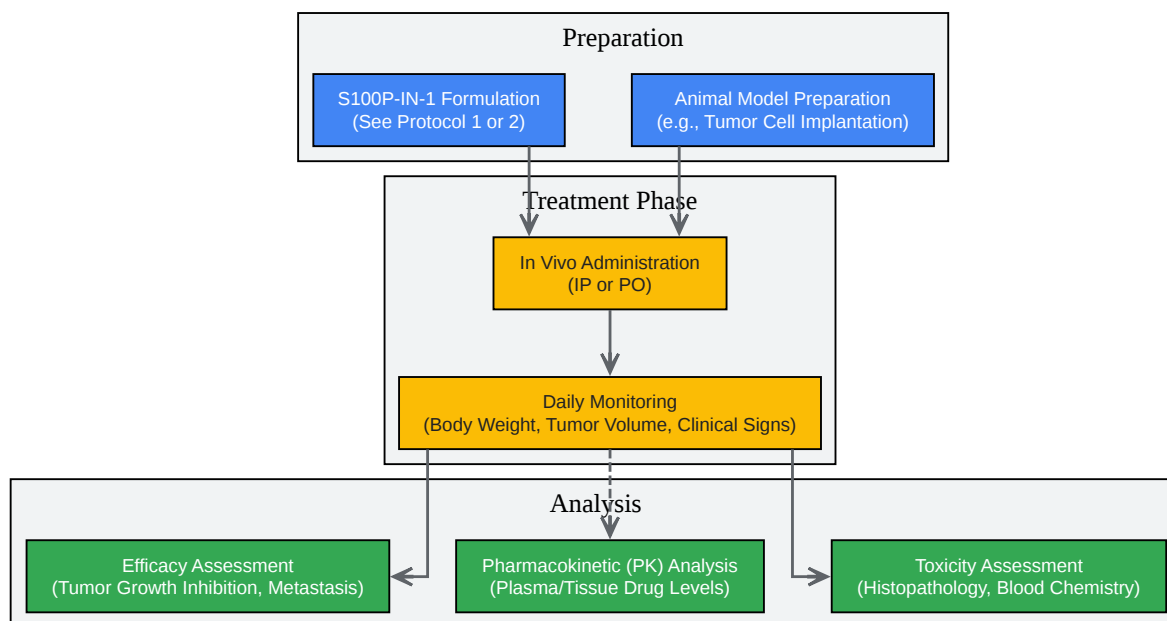 Preparation
S100P-IN-1 Formulation
(See Protocol 1 or 2)
Animal Model Preparation
(e.g., Tumor Cell Implantation)
Treatment Phase
In Vivo Administration
(IP or PO)
Daily Monitoring
(Body Weight, Tumor Volume, Clinical Signs)
Analysis
Efficacy Assessment
(Tumor Growth Inhibition, Metastasis)
Pharmacokinetic (PK) Analysis
(Plasma/Tissue Drug Levels)
Toxicity Assessment
(Histopathology, Blood Chemistry)